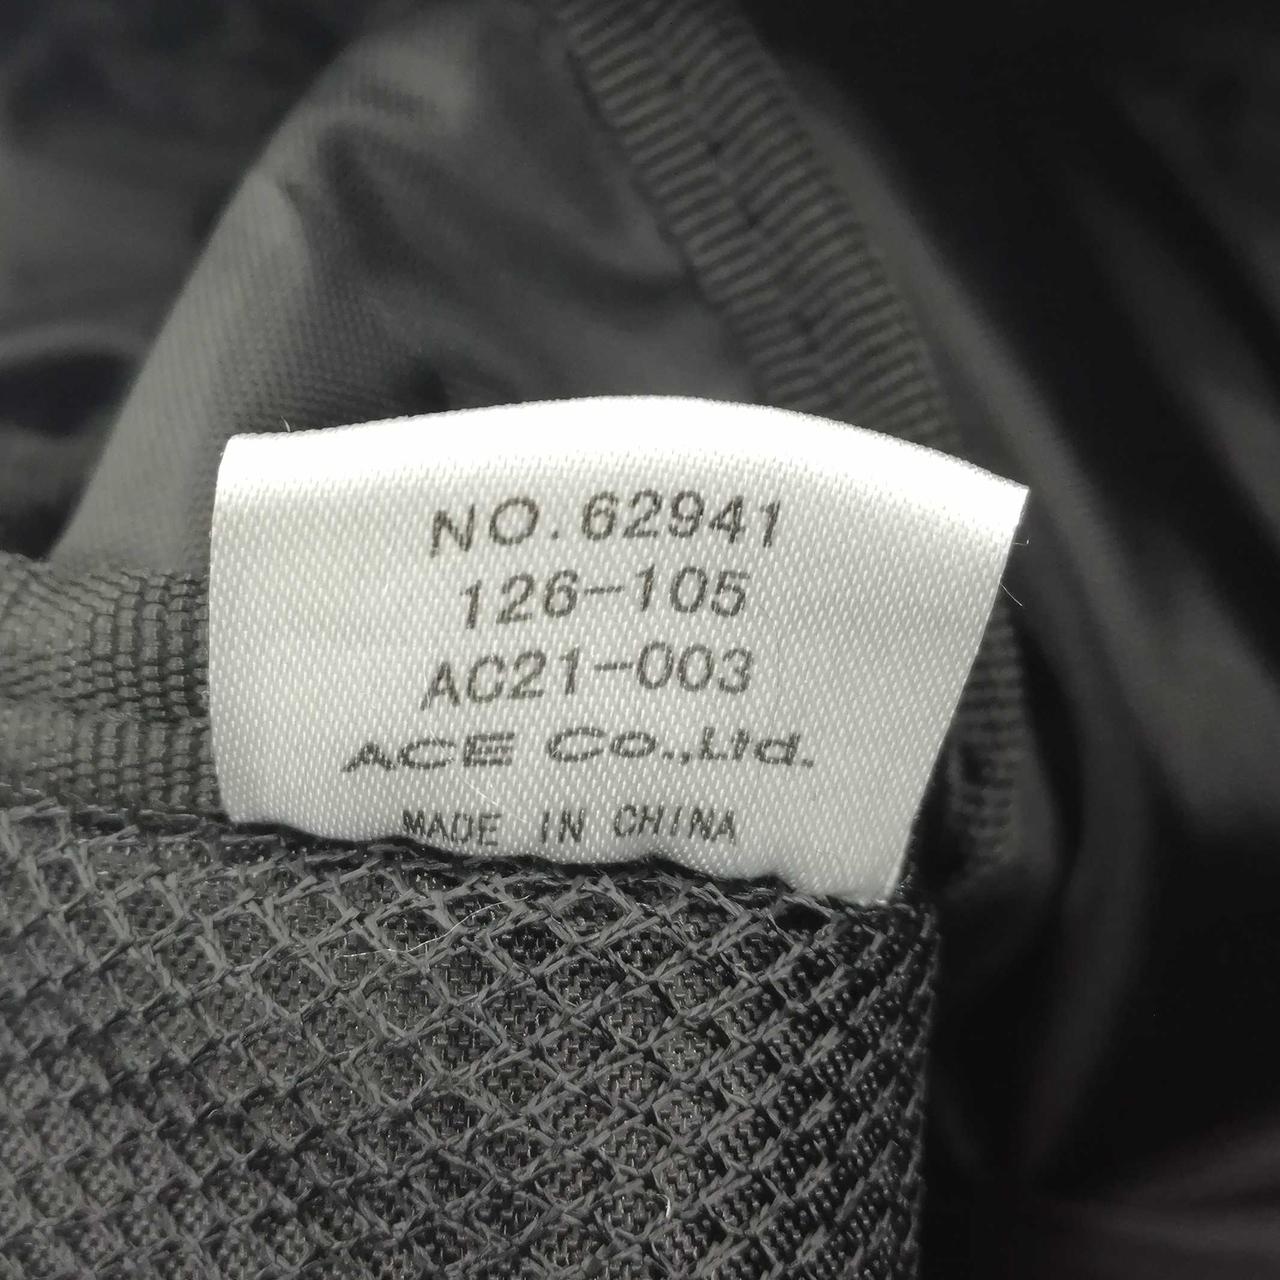 NO.62941
126-105
AC21-003
ACE Co.,Ltd.
MADE IN CHINA